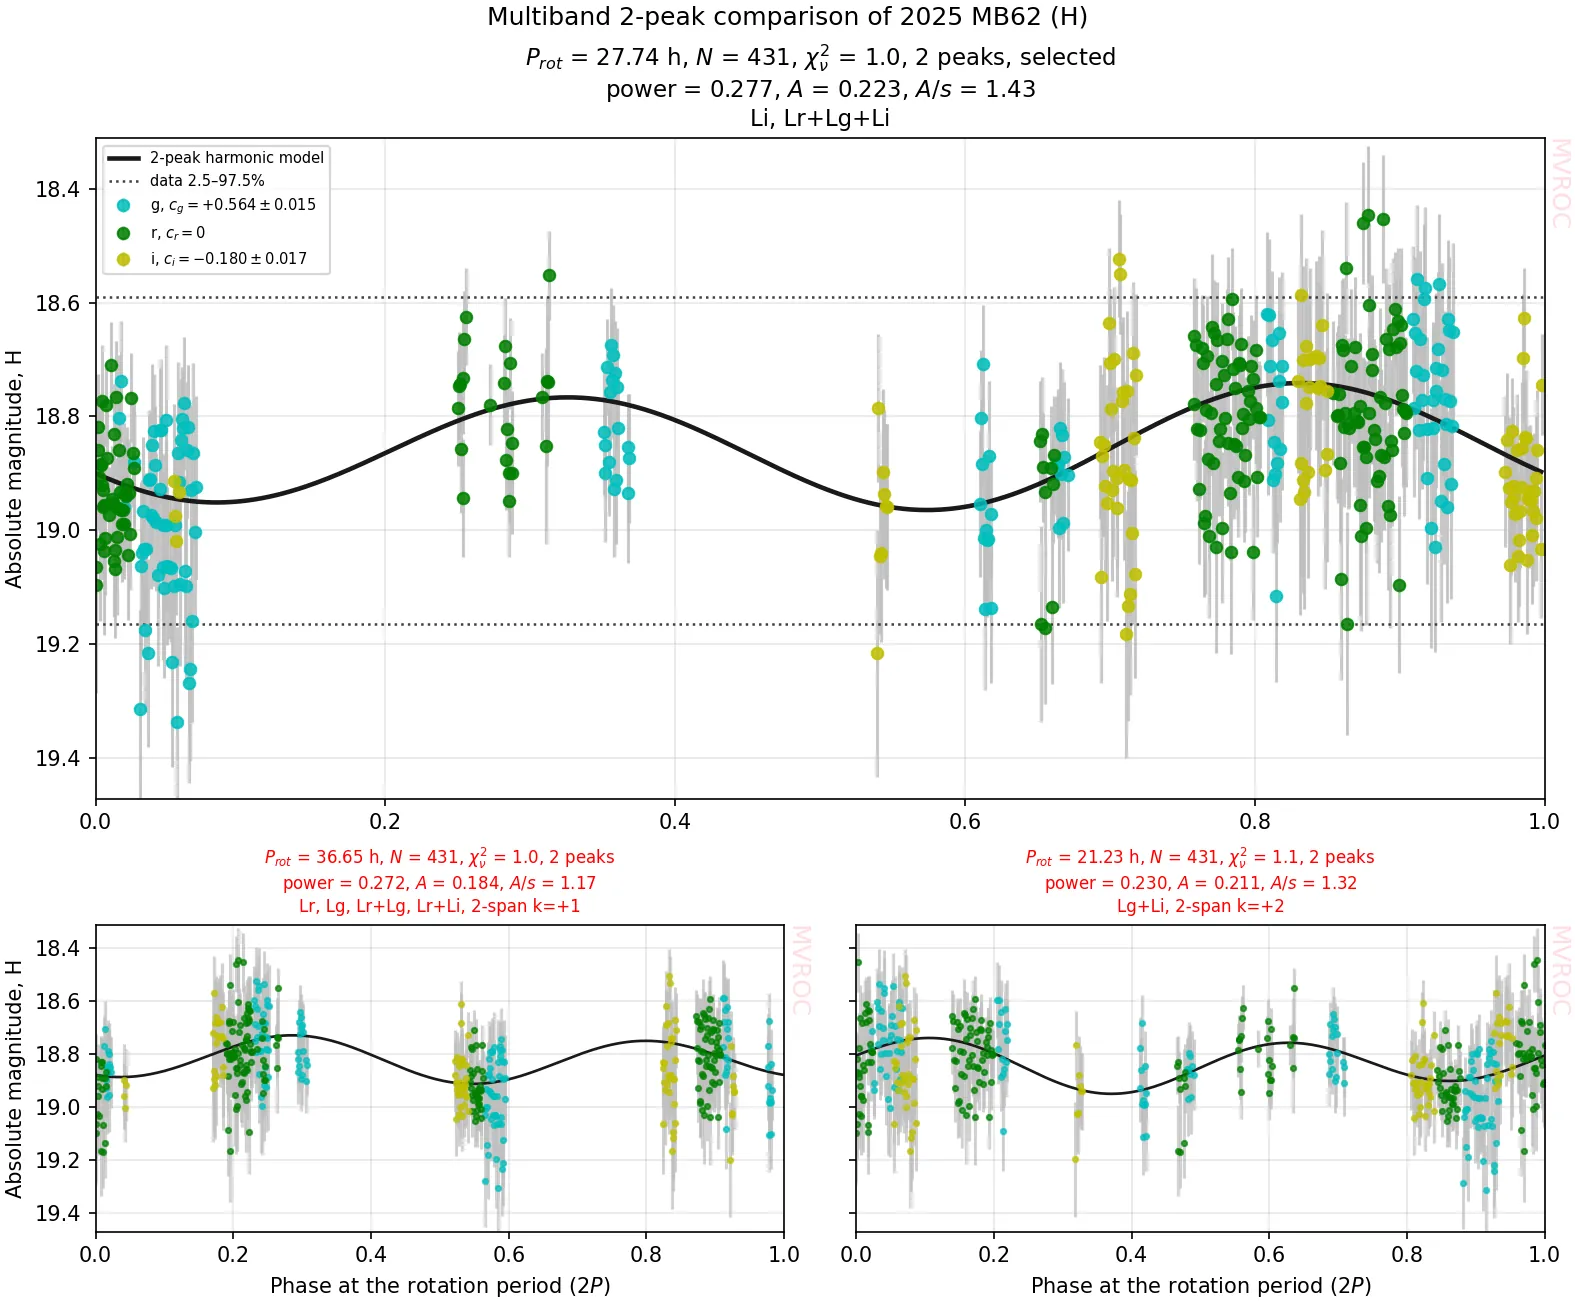 Multiband 2-peak comparison of 2025 MB62 (H)
P_rot = 27.74 h, N = 431, χ²_ν = 1.0, 2 peaks, selected
power = 0.277, A = 0.223, A/s = 1.43
Li, Lr+Lg+Li
2-peak harmonic model
data 2.5–97.5%
g, c_g = +0.564 ± 0.015
r, c_r = 0
i, c_i = −0.180 ± 0.017
MVROC
Absolute magnitude, H
18.4
18.6
18.8
19.0
19.2
19.4
0.0 0.2 0.4 0.6 0.8 1.0
P_rot = 36.65 h, N = 431, χ²_ν = 1.0, 2 peaks
power = 0.272, A = 0.184, A/s = 1.17
Lr, Lg, Lr+Lg, Lr+Li, 2-span k=+1
MVROC
Absolute magnitude, H
18.4
18.6
18.8
19.0
19.2
19.4
0.0 0.2 0.4 0.6 0.8 1.0
Phase at the rotation period (2P)
P_rot = 21.23 h, N = 431, χ²_ν = 1.1, 2 peaks
power = 0.230, A = 0.211, A/s = 1.32
Lg+Li, 2-span k=+2
MVROC
0.0 0.2 0.4 0.6 0.8 1.0
Phase at the rotation period (2P)